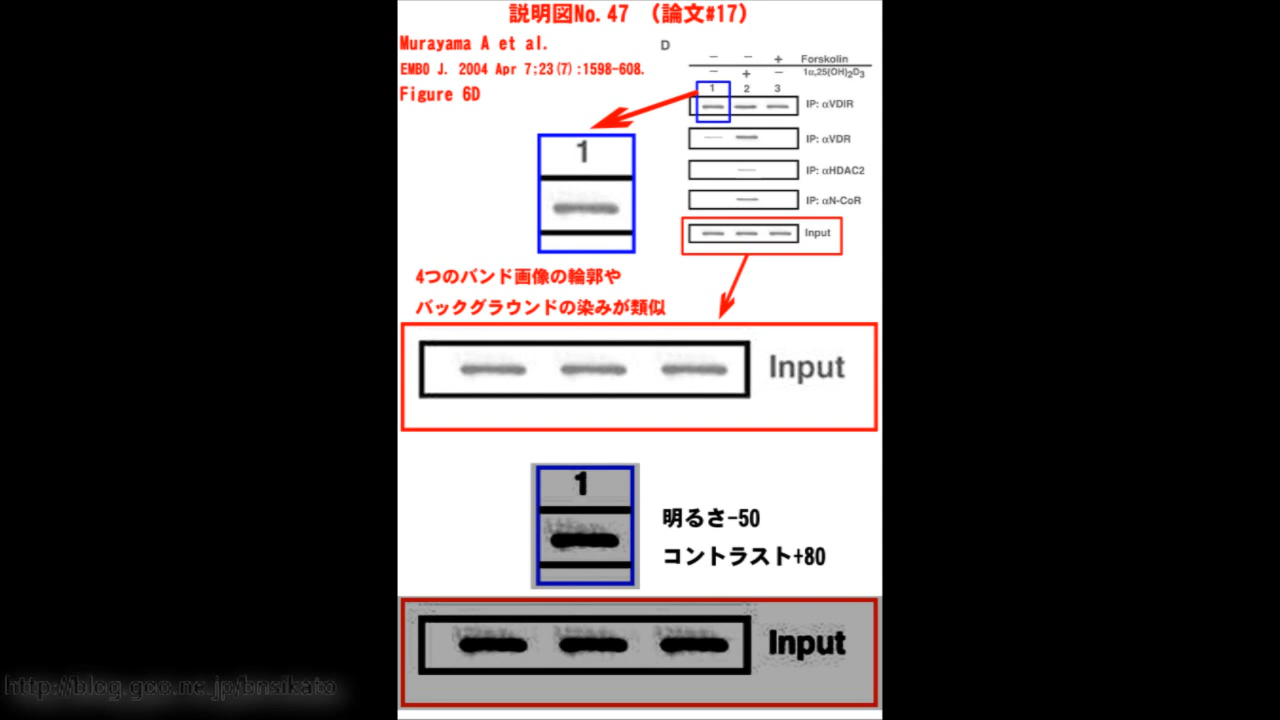 説明図No.47 (論文#17)
Murayama A et al.
EMBO J. 2004 Apr 7;23(7):1598-608.
Figure 6D
D
− − + Forskolin
− + − 1α,25(OH)2D3
1 2 3
IP: αVDIR
IP: αVDR
IP: αHDAC2
IP: αN-CoR
Input
1
4つのバンド画像の輪郭や
バックグラウンドの染みが類似
Input
1
明るさ-50
コントラスト+80
Input
http://blog.goo.ne.jp/bnsikato